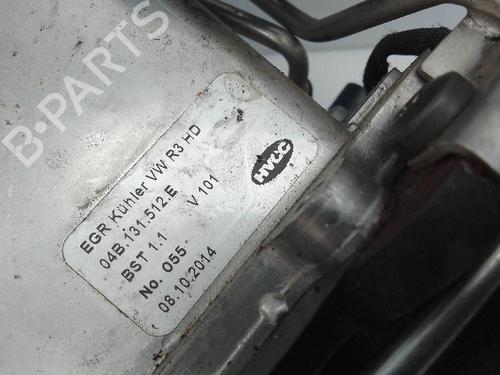 B-PARTS
EGR Kühler VW R3 HD
04B.131.512.E V 101
BST 1.1
No. 055
08.10.2014
HVCC